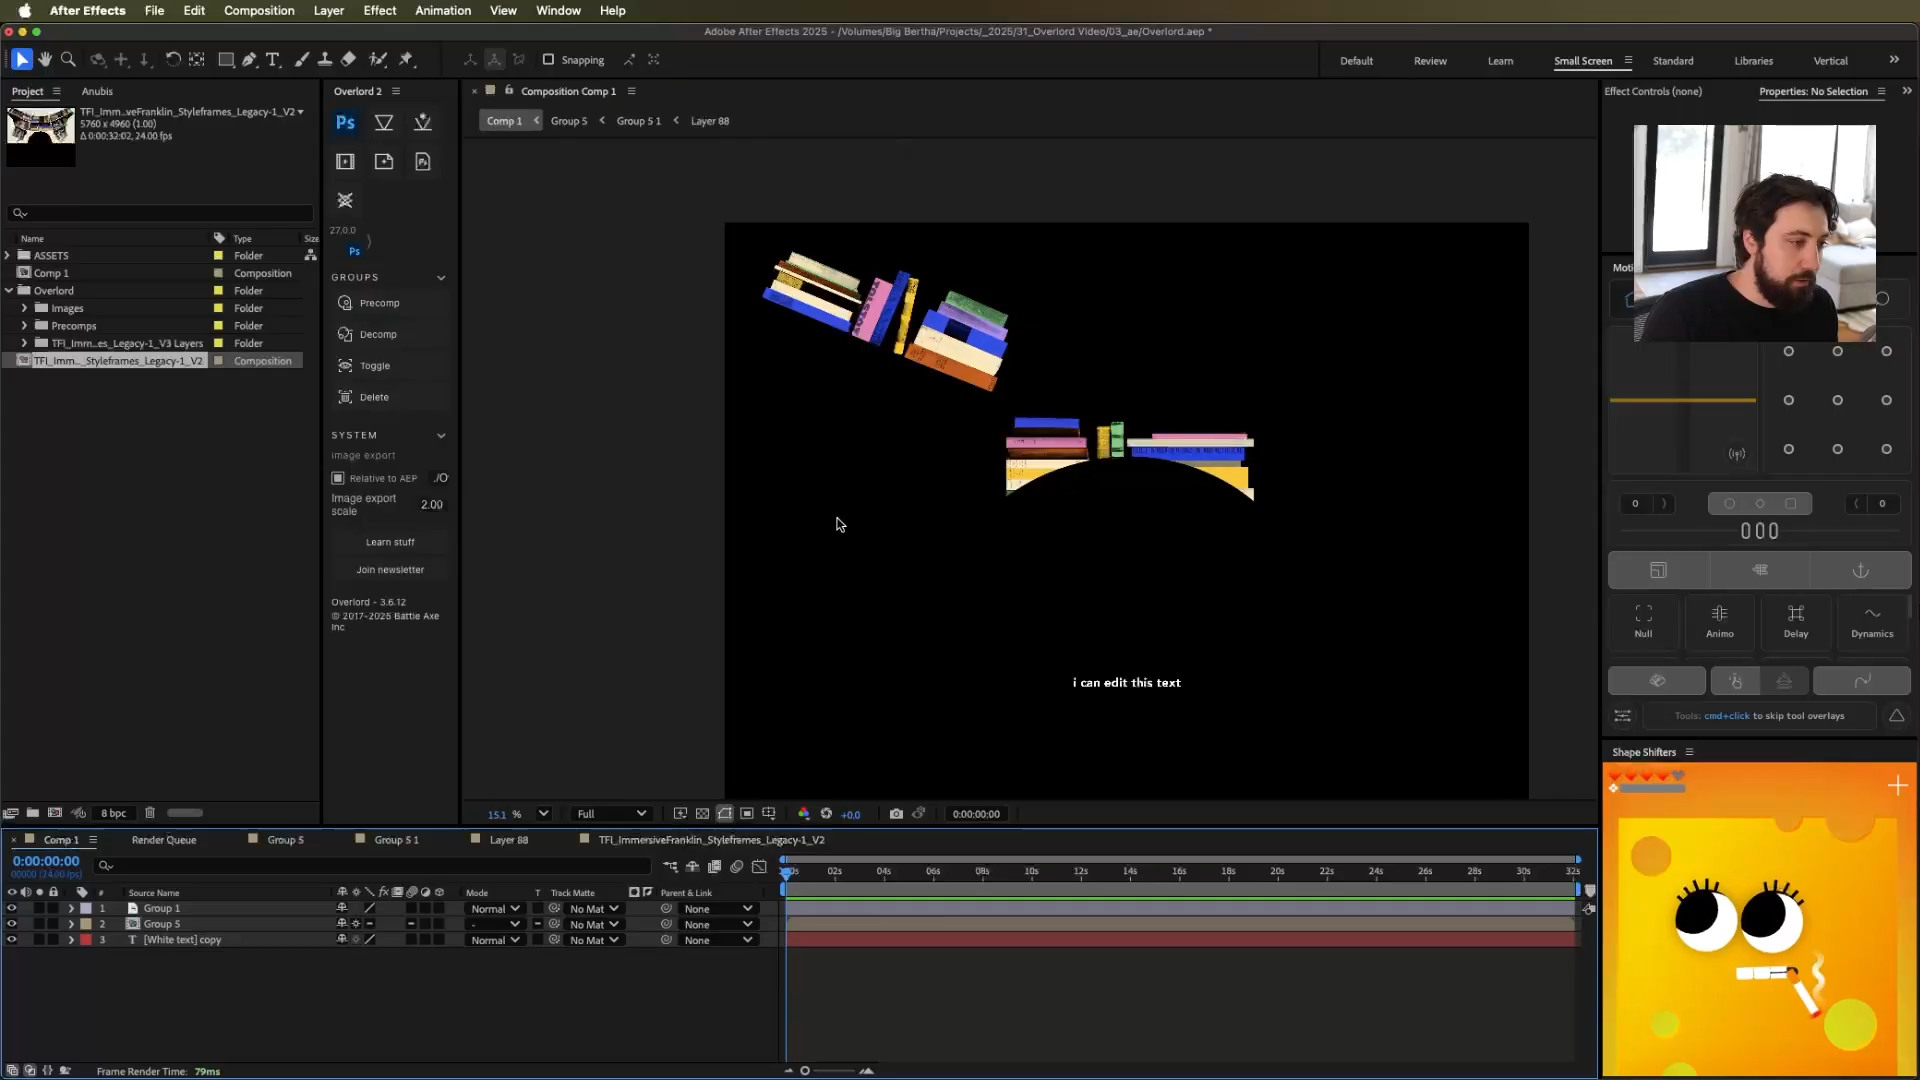 After Effects File Edit Composition Layer Effect Animation View Window Help
Adobe After Effects 2025 - /Volumes/Big Bertha/Projects/_2025/31_Overlord Video/03_ae/Overlord.aep *
Snapping
Default Review Learn Small Screen Standard Libraries Vertical
Project Anubis
TFI_Imm...veFranklin_Styleframes_Legacy-1_V2
5760 x 4960 (1.00)
Δ 0:00:32:02, 24.00 fps
Name Type Size
ASSETS Folder
Comp 1 Composition
Overlord Folder
Images Folder
Precomps Folder
TFI_Imm...es_Legacy-1_V3 Layers Folder
TFI_Imm..._Styleframes_Legacy-1_V2 Composition
8 bpc
Overlord 2
Ps
27.0.0
Ps
GROUPS
Precomp
Decomp
Toggle
Delete
SYSTEM
image export
Relative to AEP ./O
Image export
scale
2.00
Learn stuff
Join newsletter
Overlord - 3.6.12
© 2017-2025 Battle Axe
Inc
Composition Comp 1
Comp 1 Group 5 Group 5 1 Layer 88
i can edit this text
15.1 % Full +0.0 0:00:00:00
Effect Controls (none) Properties: No Selection
Moti
0 0
Null Animo Delay Dynamics
Tools: cmd+click to skip tool overlays
Shape Shifters
Comp 1 Render Queue Group 5 Group 5 1 Layer 88 TFI_ImmersiveFranklin_Styleframes_Legacy-1_V2
0:00:00:00
00000 (24.00 fps)
02s 04s 06s 08s 10s 12s 14s 16s 18s 20s 22s 24s 26s 28s 30s 32s
# Source Name Mode T Track Matte Parent & Link
1 Group 1 Normal No Mat None
2 Group 5 - No Mat None
3 T [White text] copy Normal No Mat None
Frame Render Time: 79ms